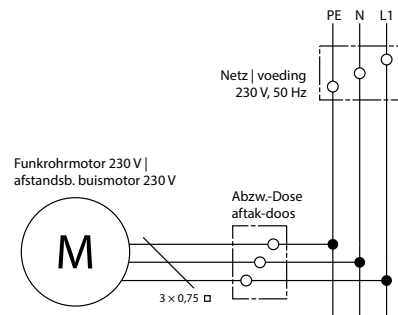 PE N L1
Netz | voeding
230 V, 50 Hz
Funkrohrmotor 230 V |
afstandsb. buismotor 230 V
Abzw.-Dose
aftak-doos
M
3 × 0,75 ¤